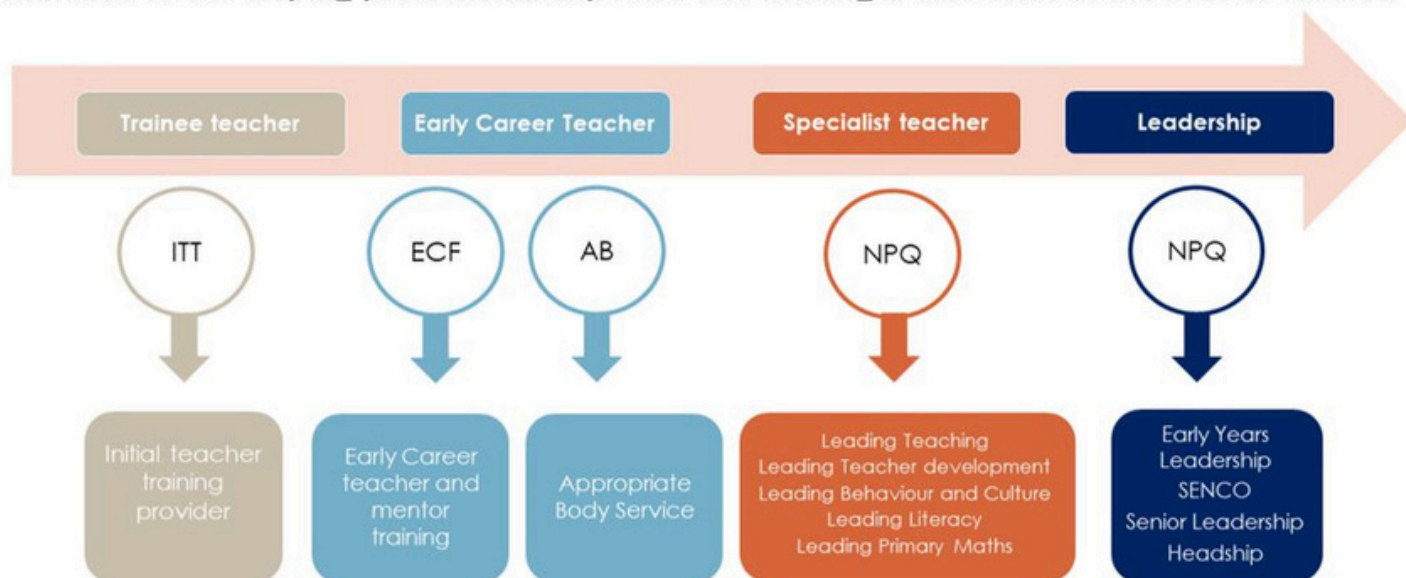 Trainee teacher
Early Career Teacher
Specialist teacher
Leadership
ITT
ECF
AB
NPQ
NPQ
Initial teacher
training
provider
Early Career
teacher and
mentor
training
Appropriate
Body Service
Leading Teaching
Leading Teacher development
Leading Behaviour and Culture
Leading Literacy
Leading Primary Maths
Early Years
Leadership
SENCO
Senior Leadership
Headship